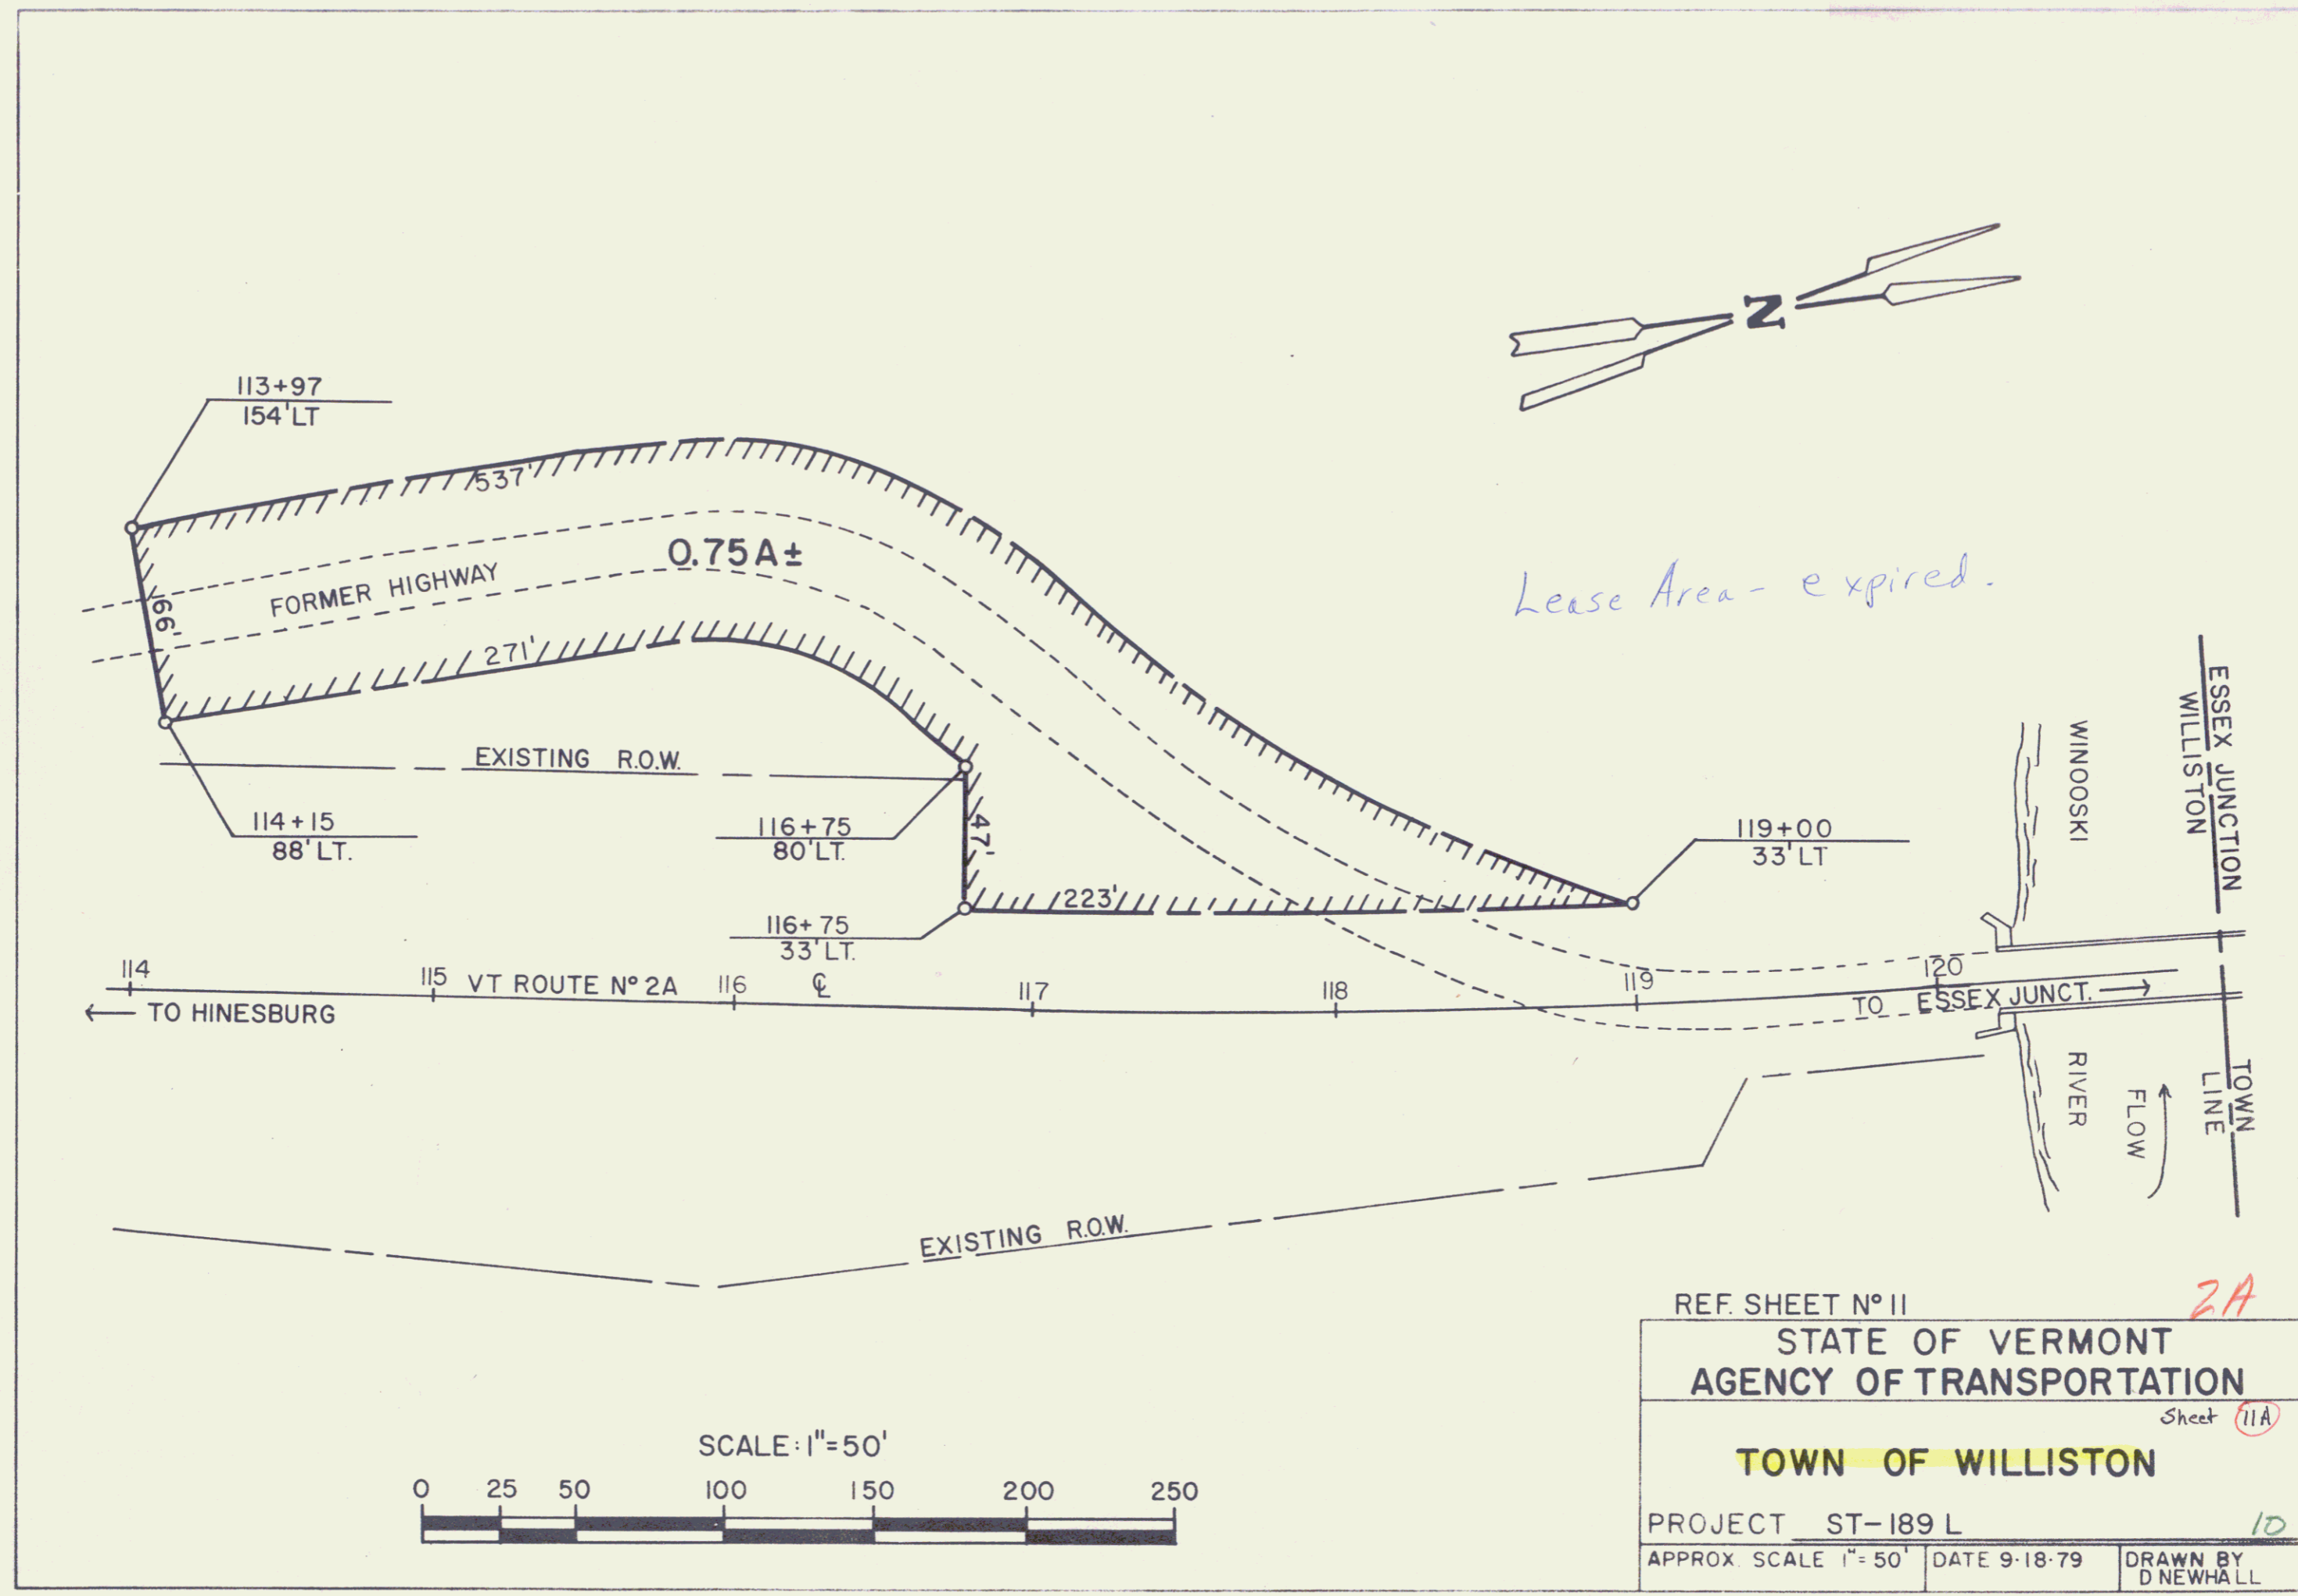 N
113+97
154'LT
537'
0.75A±
FORMER HIGHWAY
66'
271'
Lease Area - expired.
EXISTING R.O.W.
114+15
88'LT.
116+75
80'LT.
47'
119+00
33'LT
223'
116+75
33'LT.
ESSEX JUNCTION
WILLISTON
WINOOSKI
114
115
VT ROUTE Nº 2A
116
℄
117
118
119
120
← TO HINESBURG
TO ESSEX JUNCT. →
RIVER
FLOW
TOWN
LINE
EXISTING R.O.W.
REF. SHEET Nº 11
2A
STATE OF VERMONT
AGENCY OF TRANSPORTATION
Sheet 11A
TOWN OF WILLISTON
PROJECT ST-189 L
10
APPROX. SCALE 1"= 50'
DATE 9-18-79
DRAWN BY
D NEWHALL
SCALE: 1"=50'
0 25 50 100 150 200 250